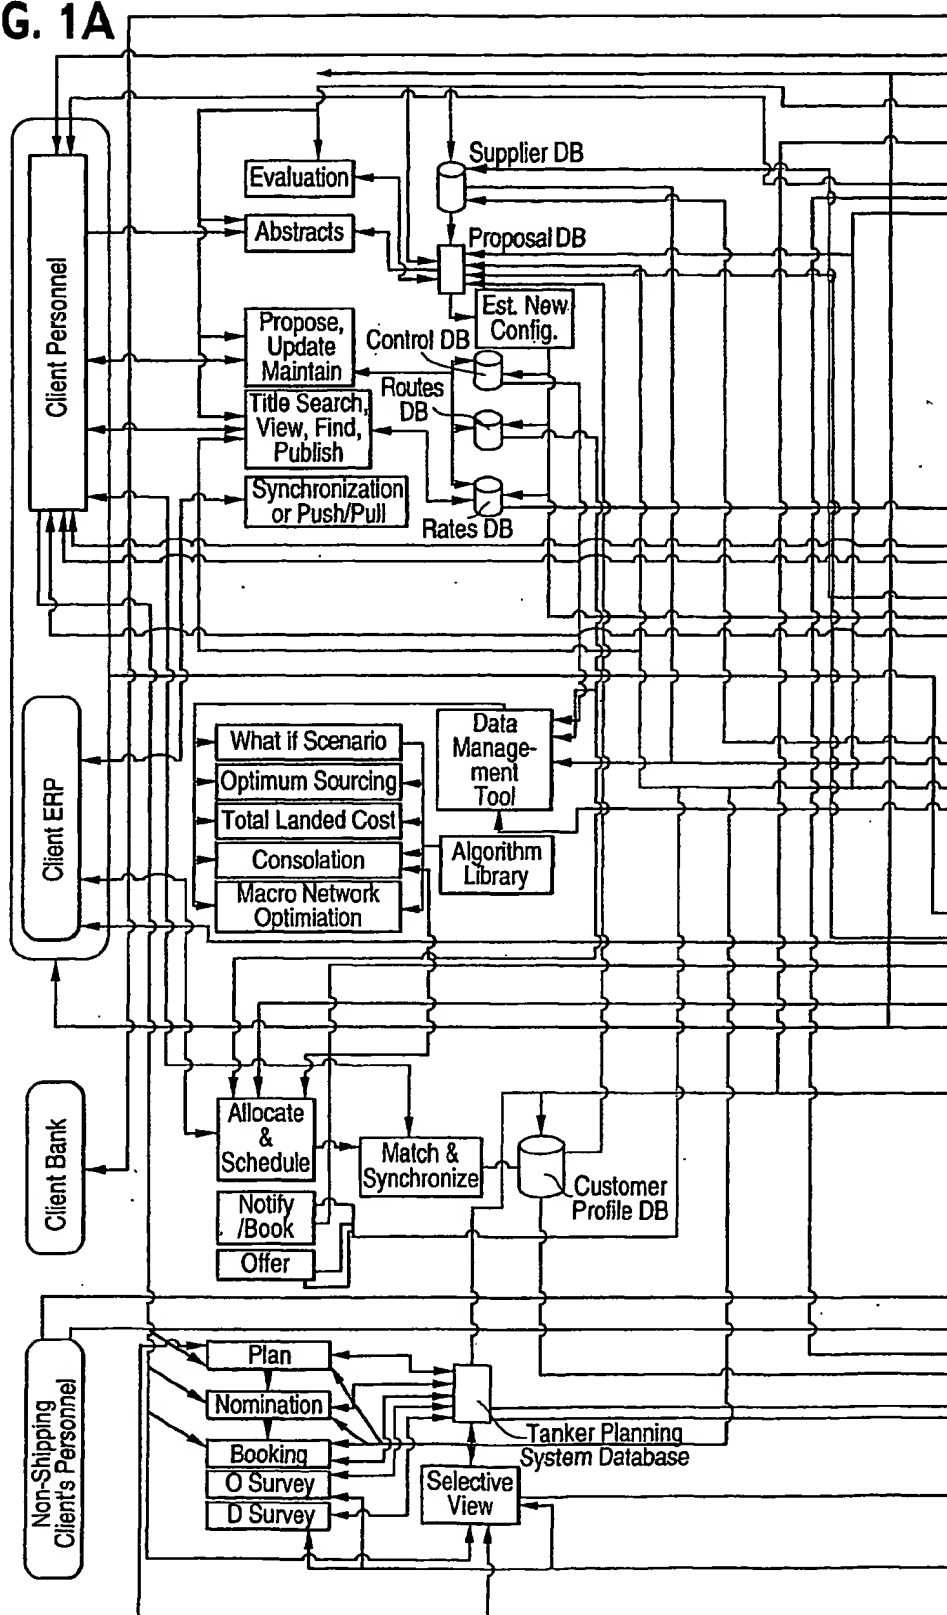 G. 1A
Supplier DB
Evaluation
Abstracts
Proposal DB
Client Personnel
Est. New
Config.
Propose,
Update
Maintain
Control DB
Routes
DB
Title Search,
View, Find,
Publish
Synchronization
or Push/Pull
Rates DB
Client ERP
Data
Manage-
ment
Tool
What if Scenario
Optimum Sourcing
Total Landed Cost
Consolation
Macro Network
Optimiation
Algorithm
Library
Client Bank
Allocate
&
Schedule
Match &
Synchronize
Customer
Profile DB
Notify
/Book
Offer
Non-Shipping
Client's Personnel
Plan
Nomination
Booking
O Survey
D Survey
Tanker Planning
System Database
Selective
View